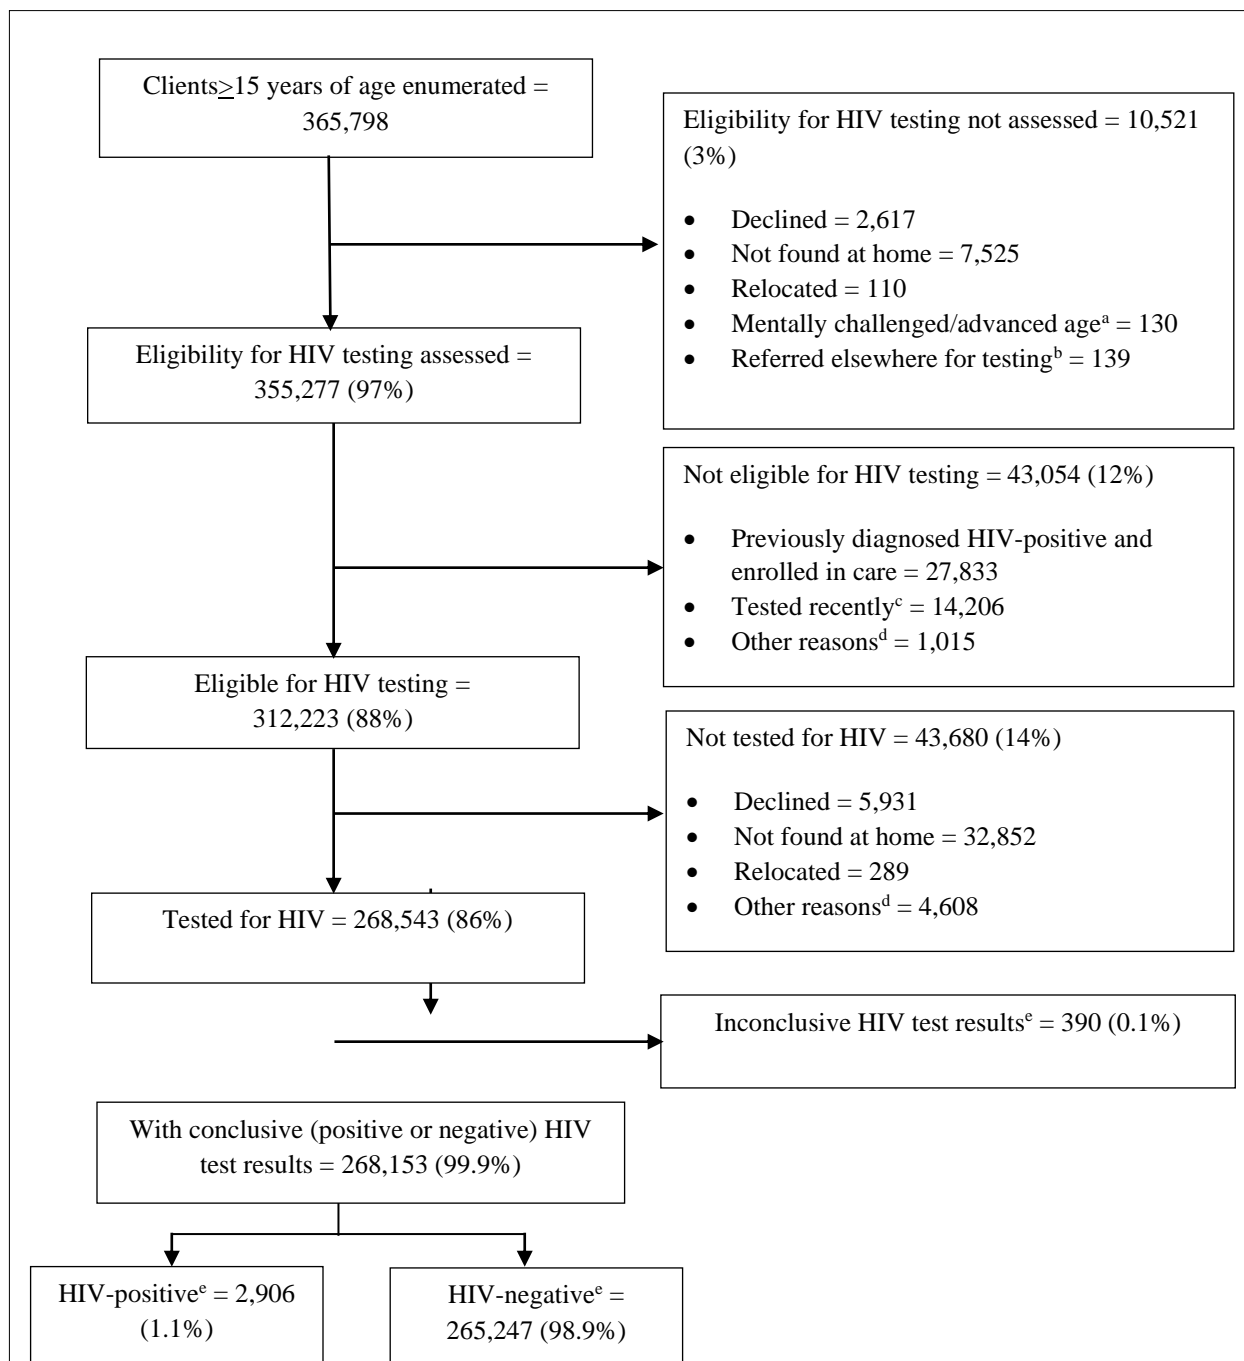 Clients≥15 years of age enumerated =
365,798
Eligibility for HIV testing not assessed = 10,521
(3%)
• Declined = 2,617
• Not found at home = 7,525
• Relocated = 110
• Mentally challenged/advanced ageᵃ = 130
• Referred elsewhere for testingᵇ = 139
Eligibility for HIV testing assessed =
355,277 (97%)
Not eligible for HIV testing = 43,054 (12%)
• Previously diagnosed HIV-positive and
enrolled in care = 27,833
• Tested recentlyᶜ = 14,206
• Other reasonsᵈ = 1,015
Eligible for HIV testing =
312,223 (88%)
Not tested for HIV = 43,680 (14%)
• Declined = 5,931
• Not found at home = 32,852
• Relocated = 289
• Other reasonsᵈ = 4,608
Tested for HIV = 268,543 (86%)
Inconclusive HIV test resultsᵉ = 390 (0.1%)
With conclusive (positive or negative) HIV
test results = 268,153 (99.9%)
HIV-positiveᵉ = 2,906
(1.1%)
HIV-negativeᵉ =
265,247 (98.9%)